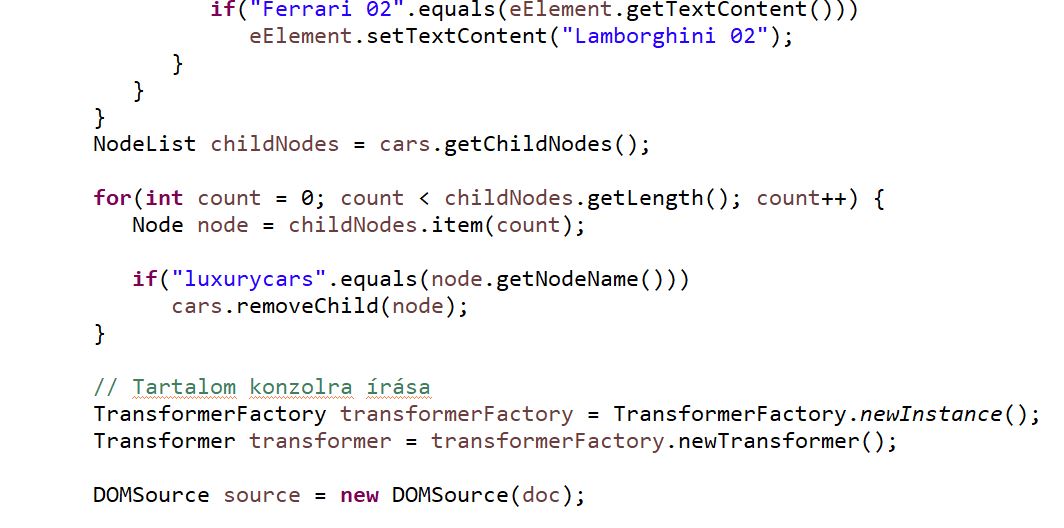 if("Ferrari 02".equals(eElement.getTextContent()))
eElement.setTextContent("Lamborghini 02");
}
}
}
NodeList childNodes = cars.getChildNodes();
for(int count = 0; count < childNodes.getLength(); count++) {
Node node = childNodes.item(count);
if("luxurycars".equals(node.getNodeName()))
cars.removeChild(node);
}
// Tartalom konzolra írása
TransformerFactory transformerFactory = TransformerFactory.newInstance();
Transformer transformer = transformerFactory.newTransformer();
DOMSource source = new DOMSource(doc);